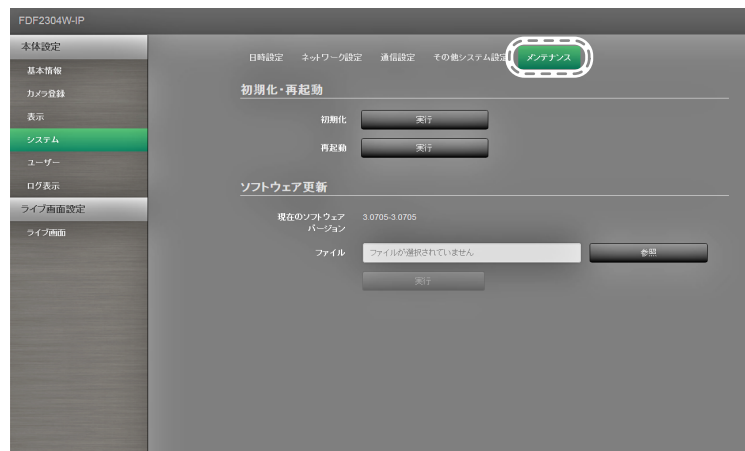 FDF2304W-IP
本体設定
基本情報
カメラ登録
表示
システム
ユーザー
ログ表示
ライブ画面設定
ライブ画面
日時設定 ネットワーク設定 通信設定 その他システム設定 メンテナンス
初期化・再起動
初期化 実行
再起動 実行
ソフトウェア更新
現在のソフトウェア
バージョン 3.0705-3.0705
ファイル ファイルが選択されていません 参照
実行